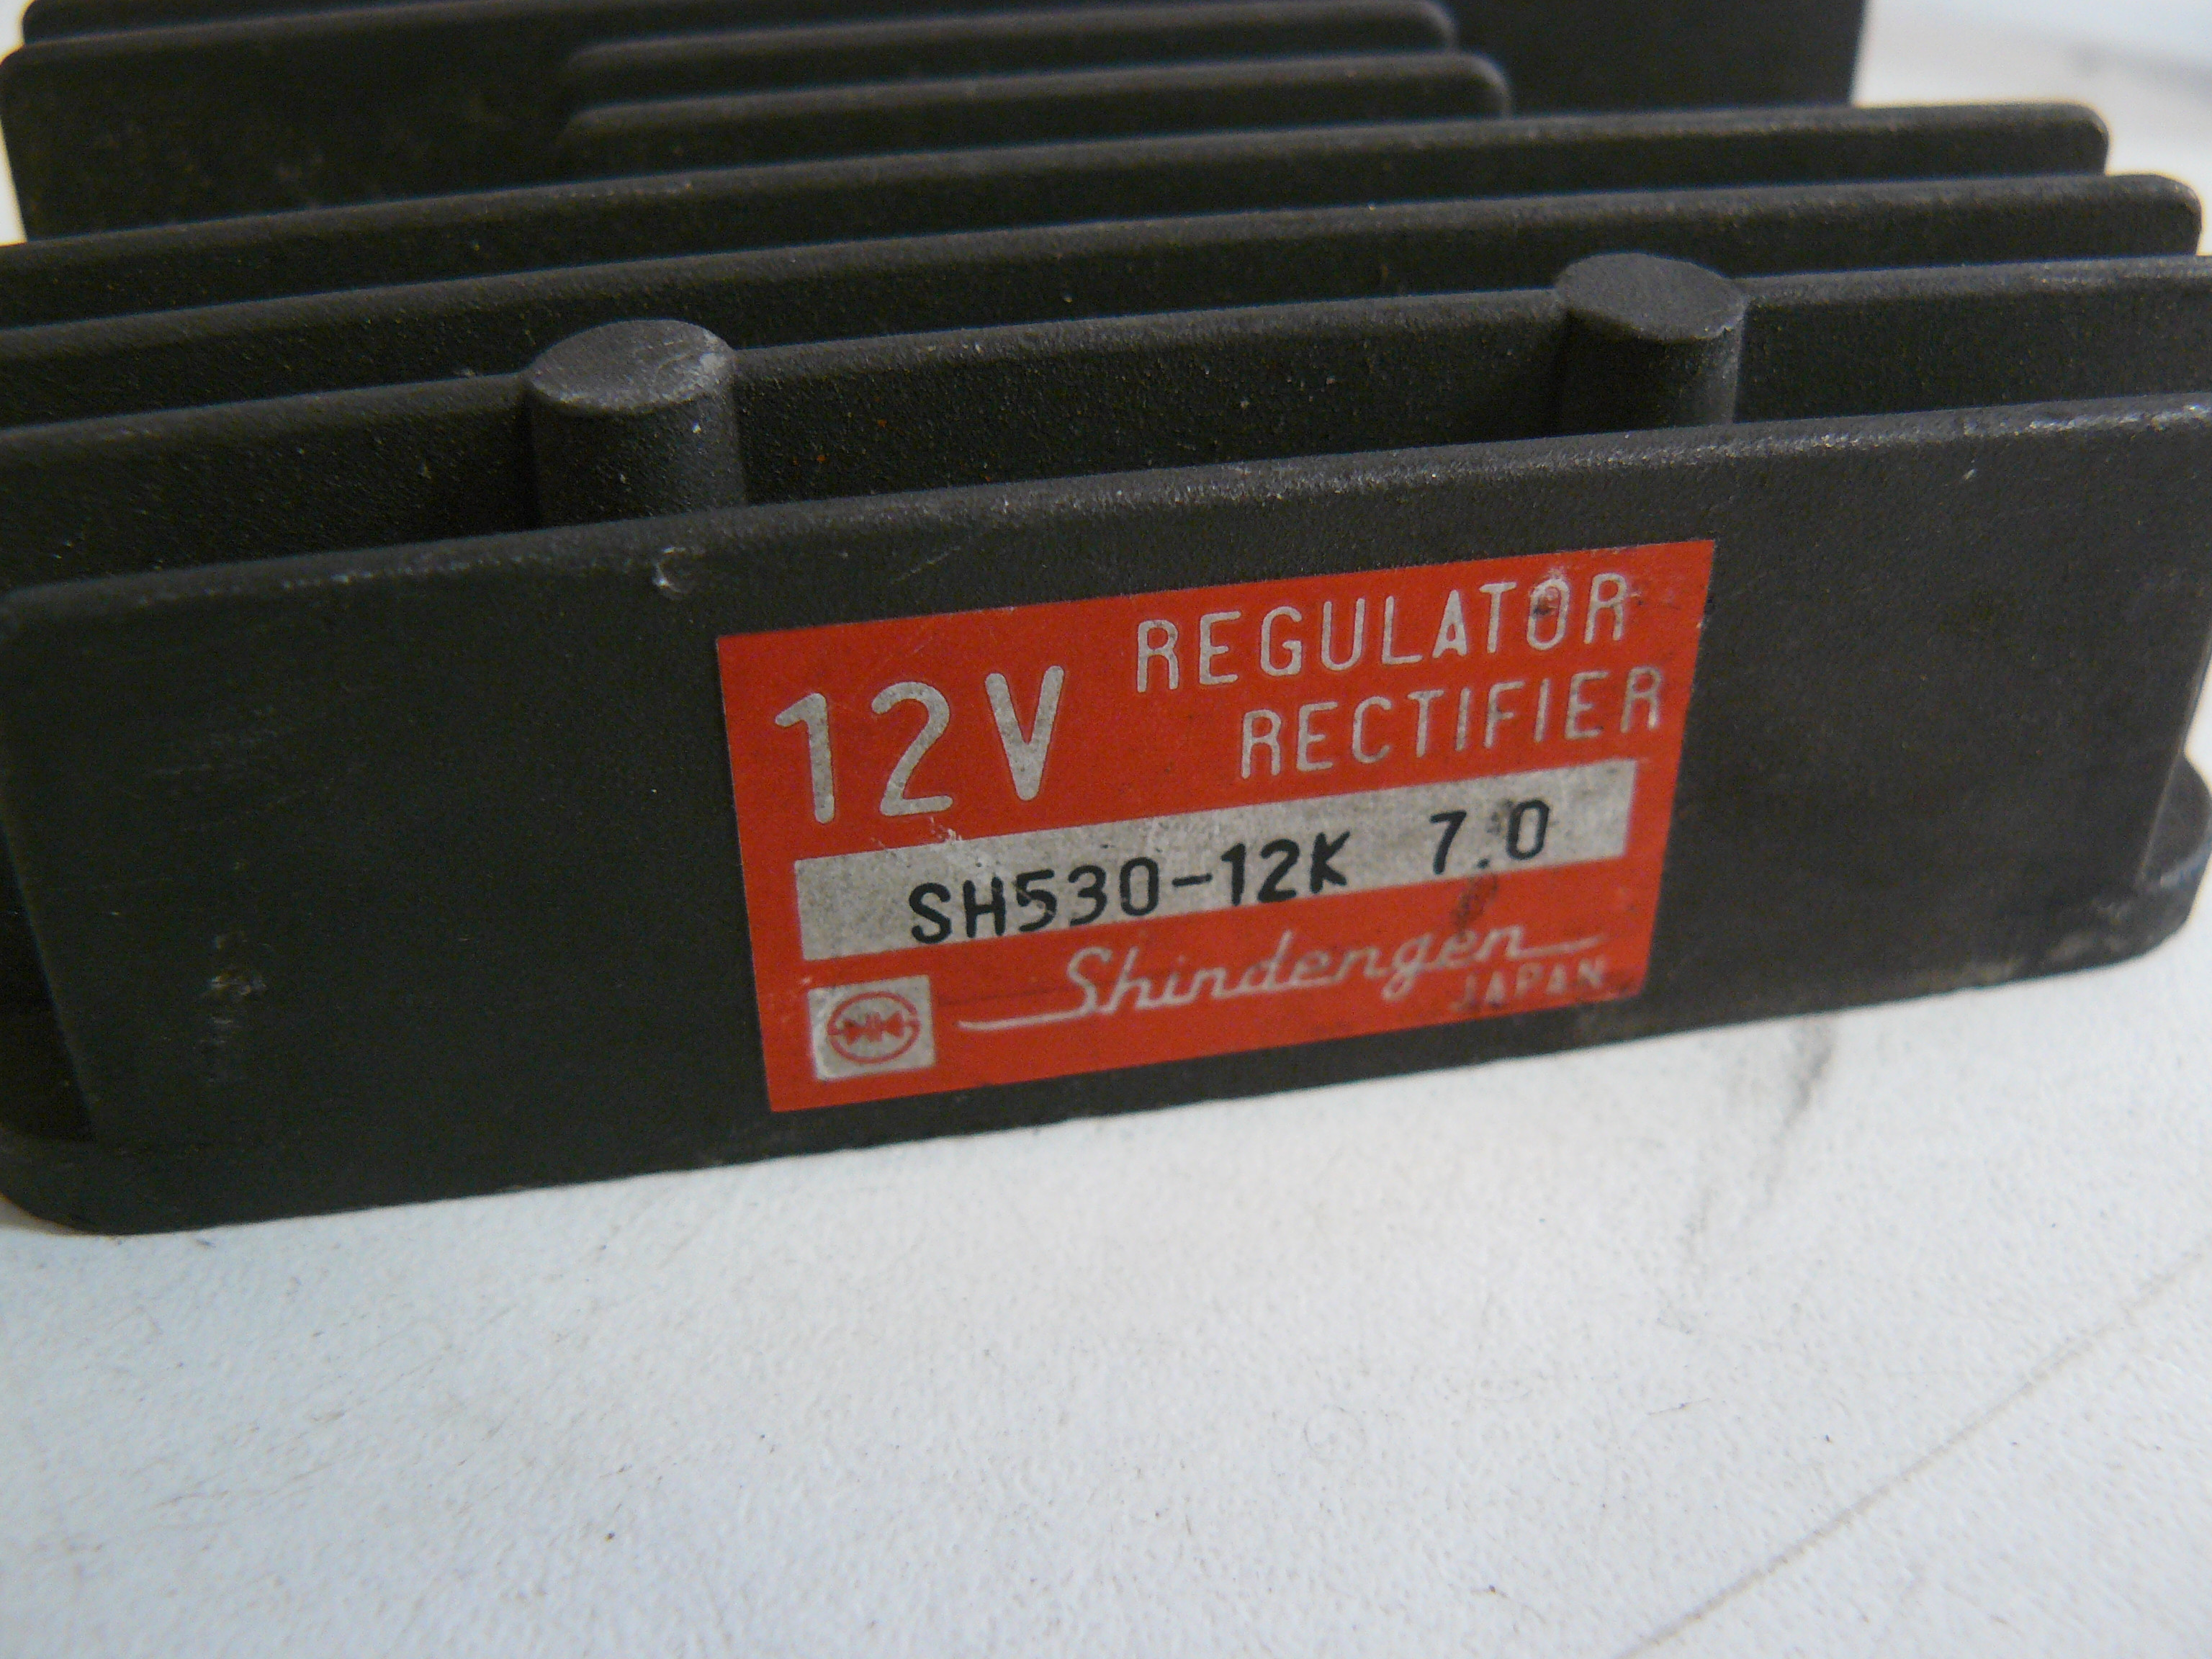 12V REGULATOR
RECTIFIER
SH530-12K 7.0
Shindengen
JAPAN